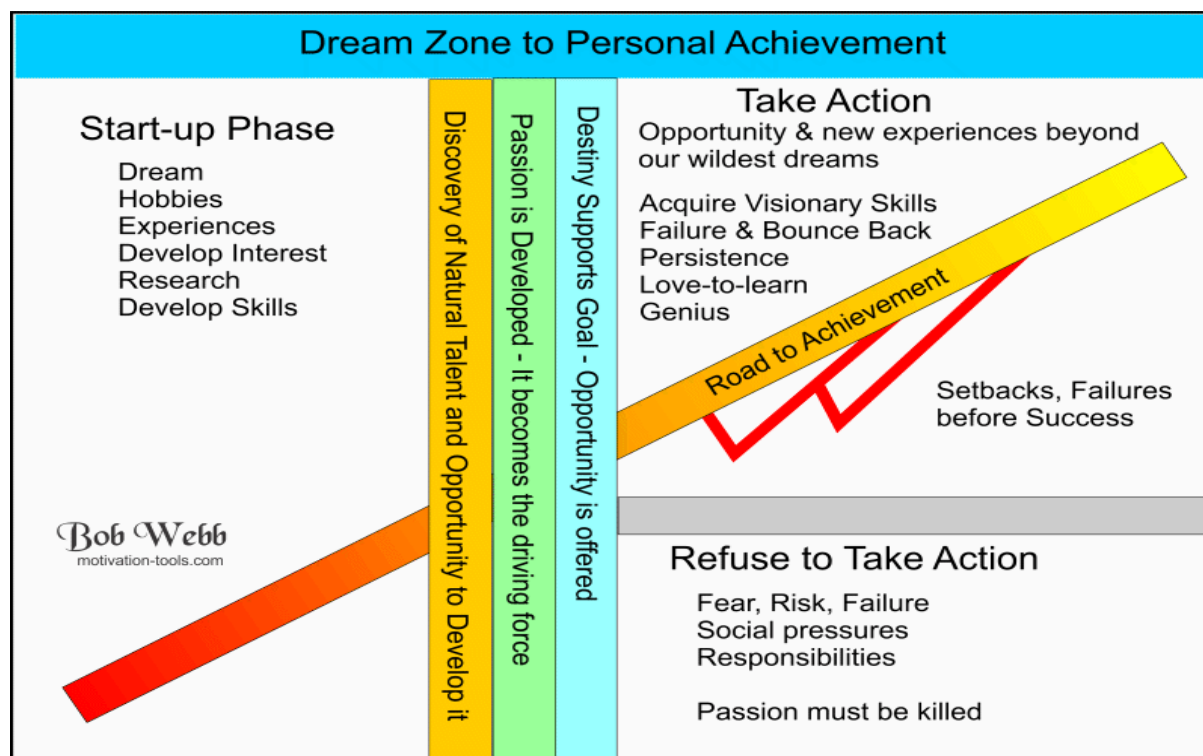 Dream Zone to Personal Achievement
Start-up Phase
Dream
Hobbies
Experiences
Develop Interest
Research
Develop Skills
Discovery of Natural Talent and Opportunity to Develop it
Passion is Developed - It becomes the driving force
Destiny Supports Goal - Opportunity is offered
Take Action
Opportunity & new experiences beyond
our wildest dreams
Acquire Visionary Skills
Failure & Bounce Back
Persistence
Love-to-learn
Genius
Road to Achievement
Setbacks, Failures
before Success
Refuse to Take Action
Fear, Risk, Failure
Social pressures
Responsibilities
Passion must be killed
Bob Webb
motivation-tools.com